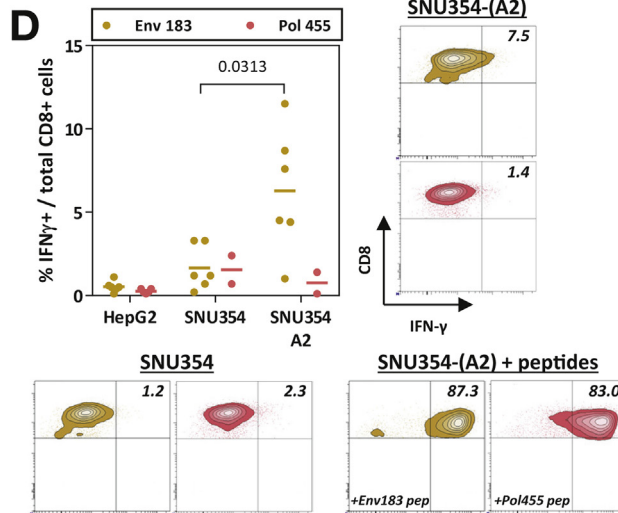 D
Env 183
Pol 455
% IFNγ+ / total CD8+ cells
15
10
5
0
0.0313
HepG2
SNU354
SNU354
A2
SNU354-(A2)
7.5
1.4
CD8
IFN-γ
SNU354
1.2
2.3
SNU354-(A2) + peptides
87.3
+Env183 pep
83.0
+Pol455 pep